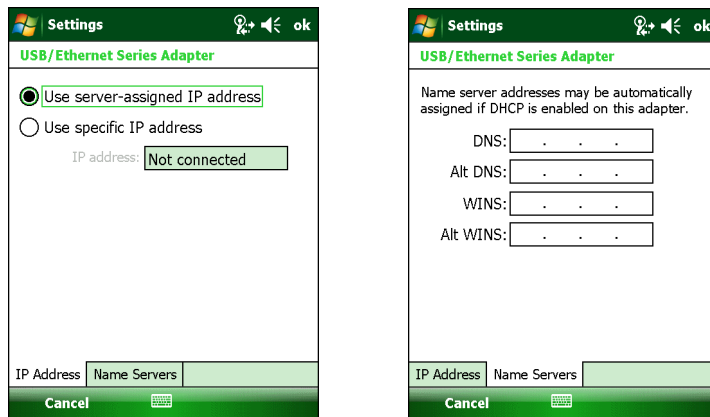 Settings
ok
USB/Ethernet Series Adapter
Use server-assigned IP address
Use specific IP address
IP address: Not connected
IP Address Name Servers
Cancel
Settings
ok
USB/Ethernet Series Adapter
Name server addresses may be automatically
assigned if DHCP is enabled on this adapter.
DNS: . . .
Alt DNS: . . .
WINS: . . .
Alt WINS: . . .
IP Address Name Servers
Cancel